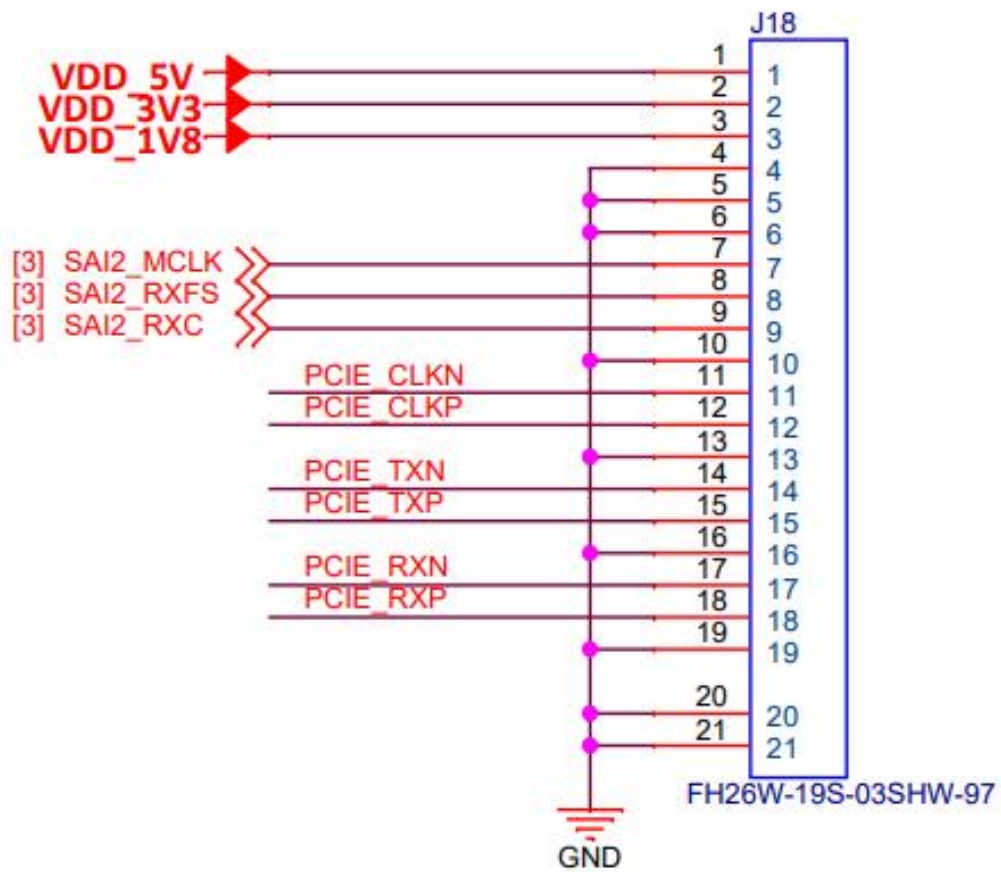 J18
VDD_5V 1 1
VDD_3V3 2 2
VDD_1V8 3 3
4 4
5 5
6 6
[3] SAI2_MCLK 7 7
[3] SAI2_RXFS 8 8
[3] SAI2_RXC 9 9
10 10
PCIE_CLKN 11 11
PCIE_CLKP 12 12
13 13
PCIE_TXN 14 14
PCIE_TXP 15 15
16 16
PCIE_RXN 17 17
PCIE_RXP 18 18
19 19
20 20
21 21
FH26W-19S-03SHW-97
GND